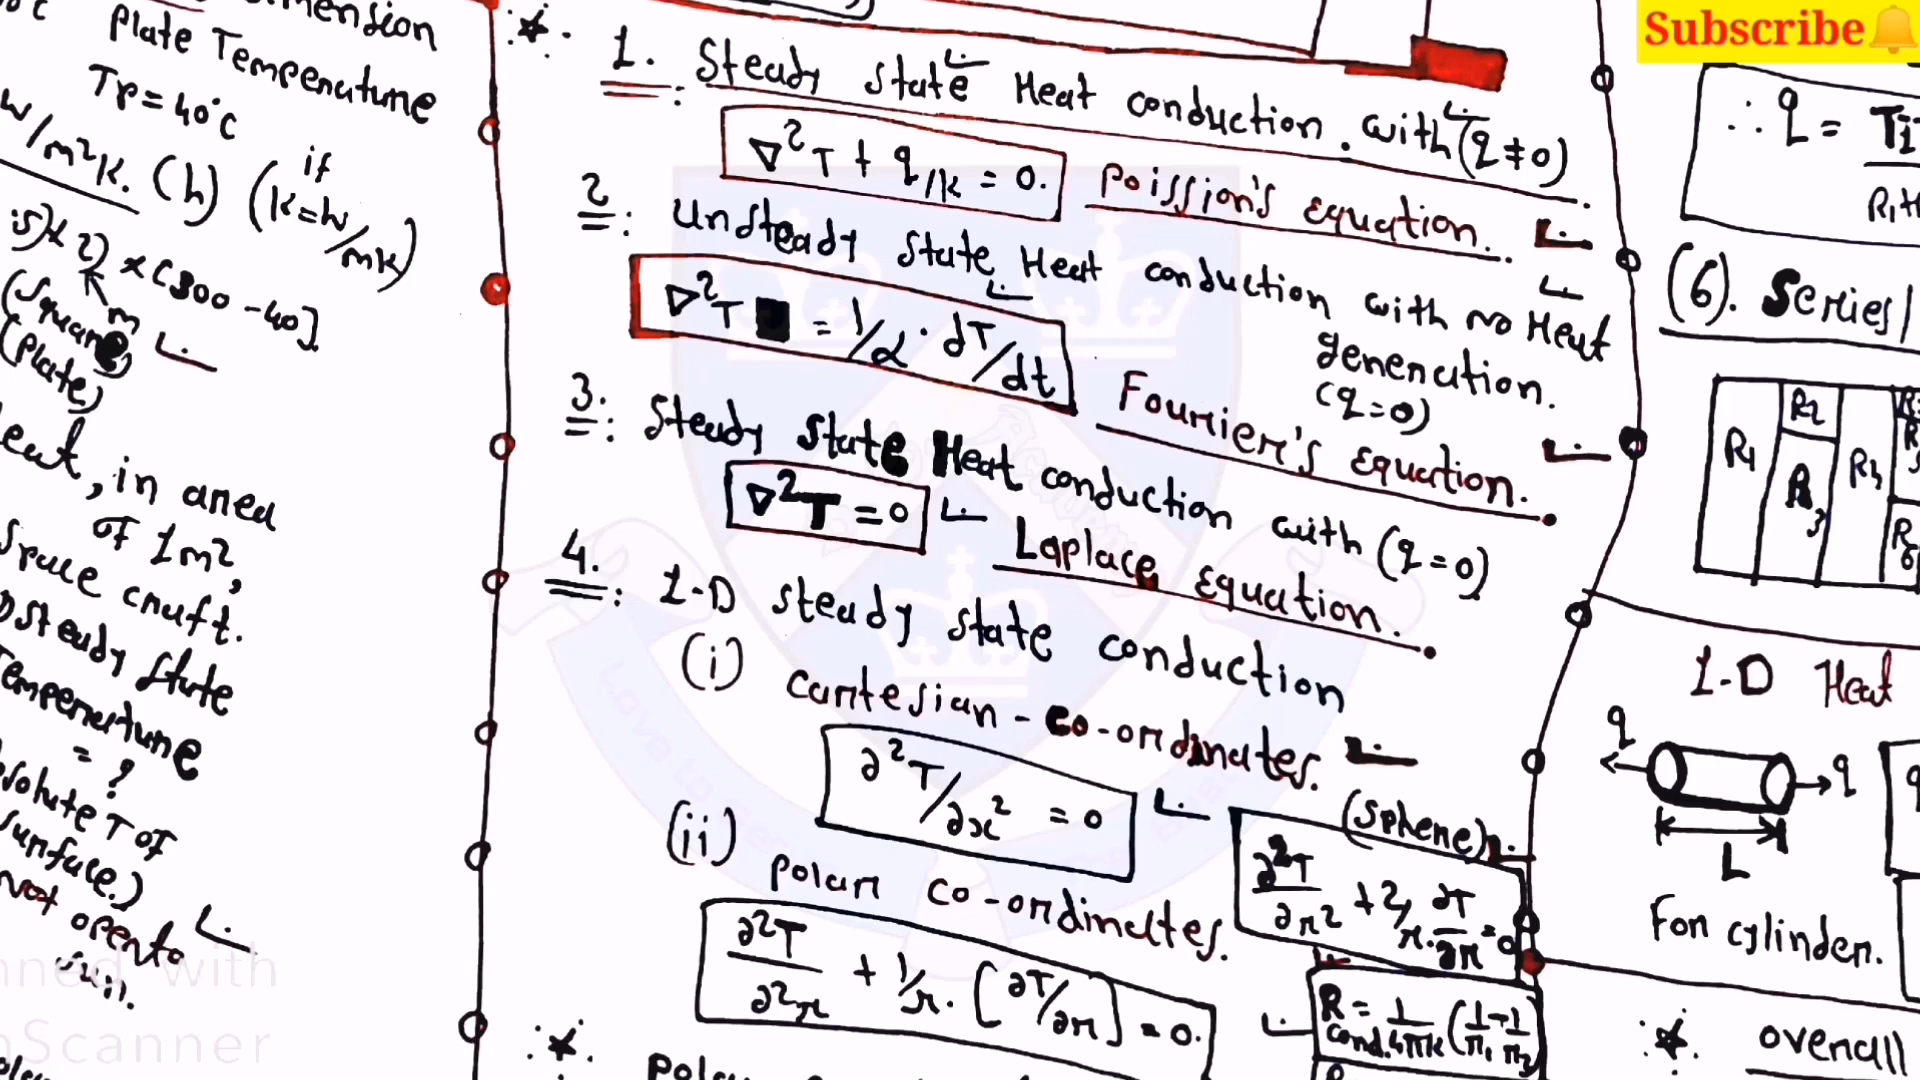 Plate Temperature
Tp = 40°C
W/m²K. (h) (if K=W/mK)
x (300 - 40]
(Square)
(Plate)
in area
of 1m²,
Space craft.
Steady State
Temperature
= ?
T of
Surface.)
not open to
sun.
1. Steady State Heat conduction with (q ≠ 0)
∇²T + q/k = 0.
Poission's Equation.
2: Unsteady State Heat conduction with no Heat generation.
(q=0)
∇²T = 1/α · dT/dt
Fourier's Equation.
3: Steady State Heat conduction with (q=0)
∇²T = 0
Laplace Equation.
4: 1-D steady state conduction
(i) cartesian - co-ordinates.
∂²T/∂x² = 0
(ii) polar co-ordinates.
∂²T/∂²r + 1/r. [∂T/∂r] = 0.
(Sphere)
∂²T/∂r² + 2/r. ∂T/∂r = 0
R cond. = 1/4πk (1/r₁ - 1/r₂)
Subscribe
∴ q =
(6). Series/
R1
R2
R3
R3
R6
1-D Heat
q
q
L
For cylinder.
overall